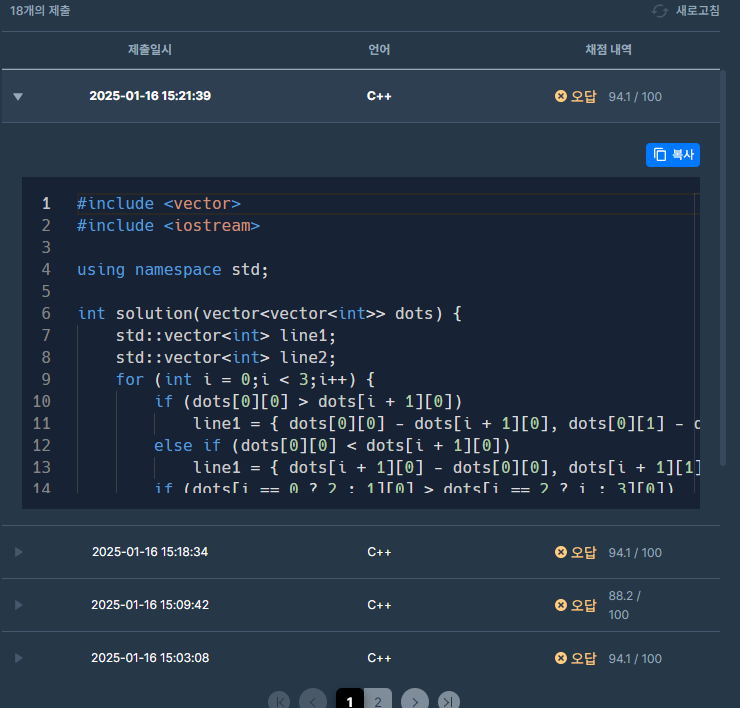 18개의 제출 새로고침
제출일시 언어 채점 내역
2025-01-16 15:21:39 C++ 오답 94.1 / 100
복사
1 #include <vector>
2 #include <iostream>
3
4 using namespace std;
5
6 int solution(vector<vector<int>> dots) {
7 std::vector<int> line1;
8 std::vector<int> line2;
9 for (int i = 0;i < 3;i++) {
10 if (dots[0][0] > dots[i + 1][0])
11 line1 = { dots[0][0] - dots[i + 1][0], dots[0][1] - d
12 else if (dots[0][0] < dots[i + 1][0])
13 line1 = { dots[i + 1][0] - dots[0][0], dots[i + 1][1]
14 if (dots[i == 0 ? 2 : 1][0] > dots[i == 2 ? i : 3][0])
2025-01-16 15:18:34 C++ 오답 94.1 / 100
2025-01-16 15:09:42 C++ 오답 88.2 /
100
2025-01-16 15:03:08 C++ 오답 94.1 / 100
1 2